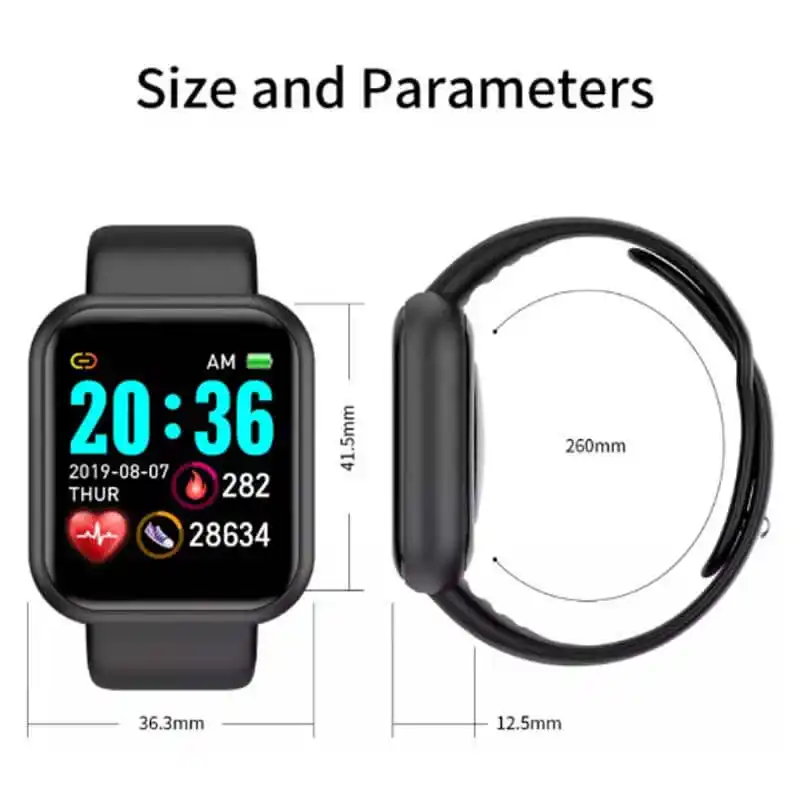 Size and Parameters
AM
20:36
2019-08-07
THUR
282
28634
41.5mm
260mm
36.3mm
12.5mm